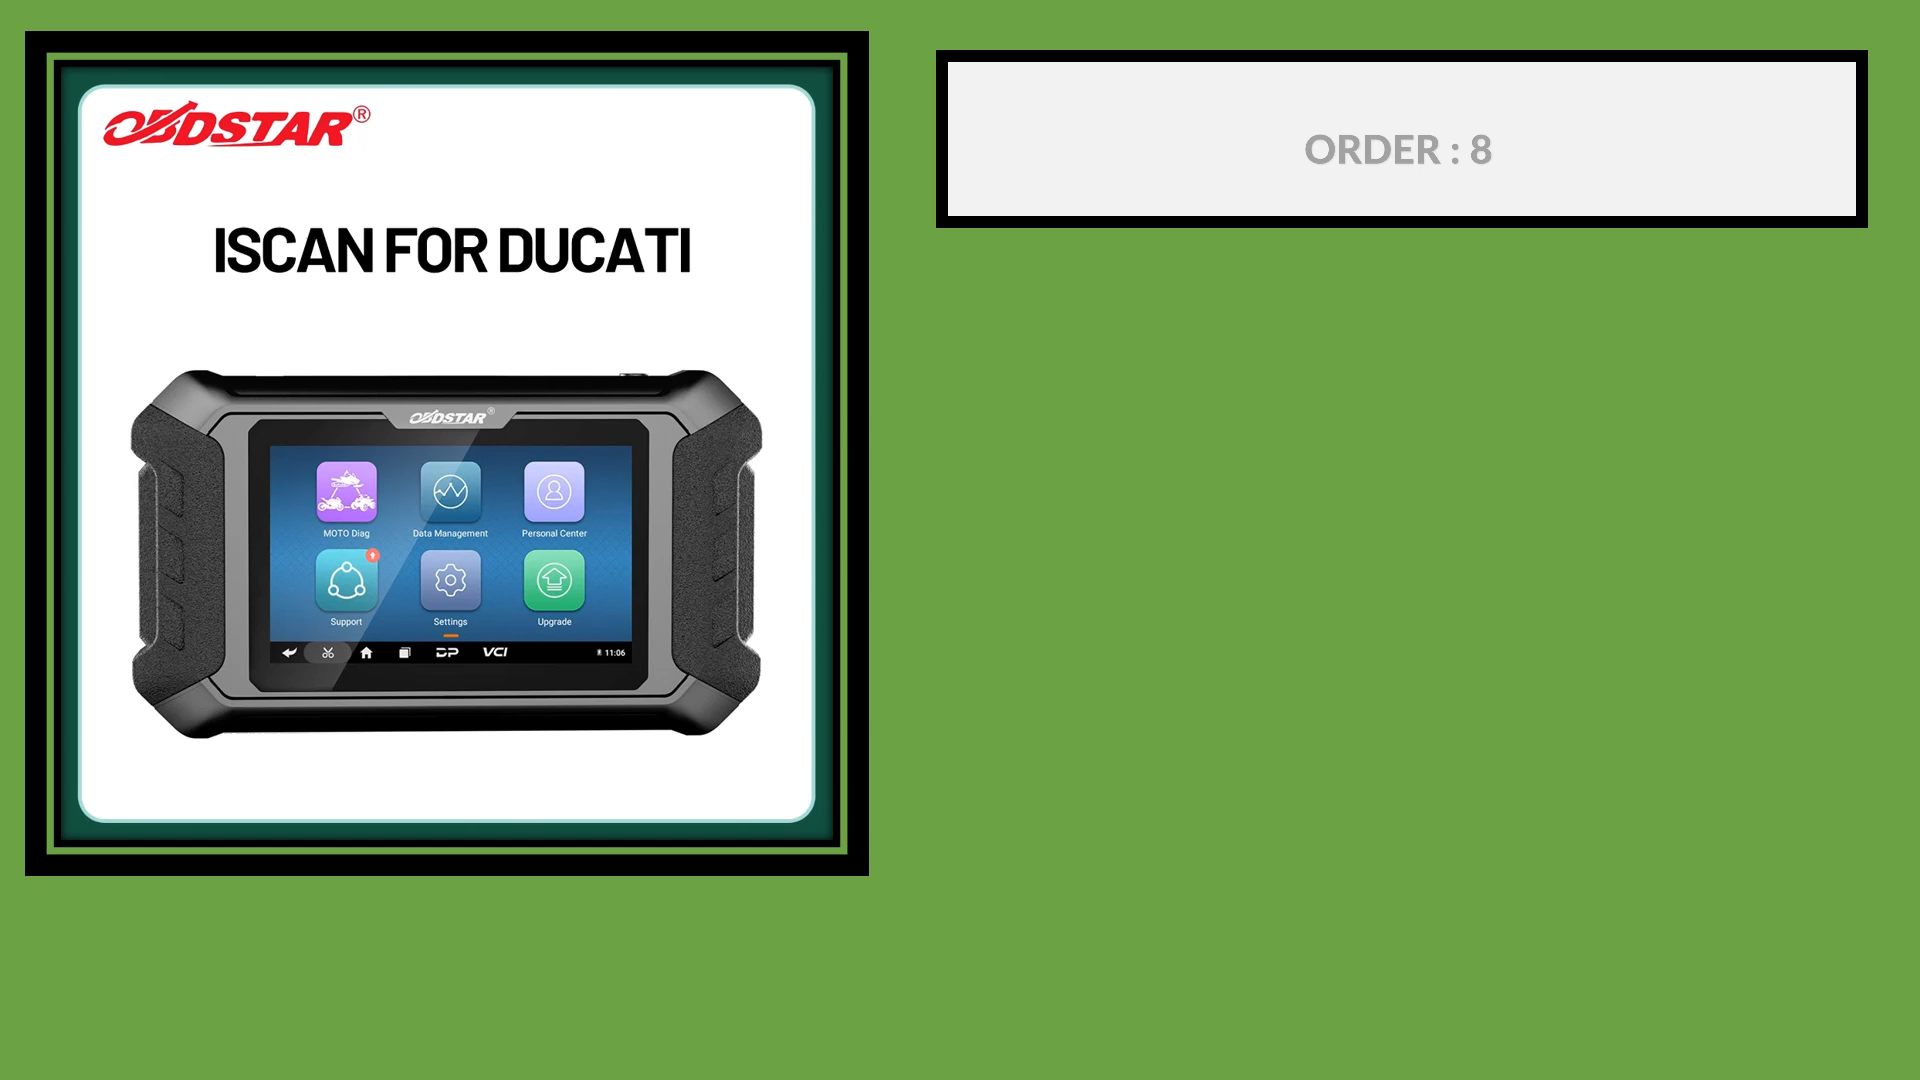 OBDSTAR®
ISCAN FOR DUCATI
OBDSTAR®
MOTO Diag
Data Management
Personal Center
Support
Settings
Upgrade
DP
VCI
11:06
ORDER : 8